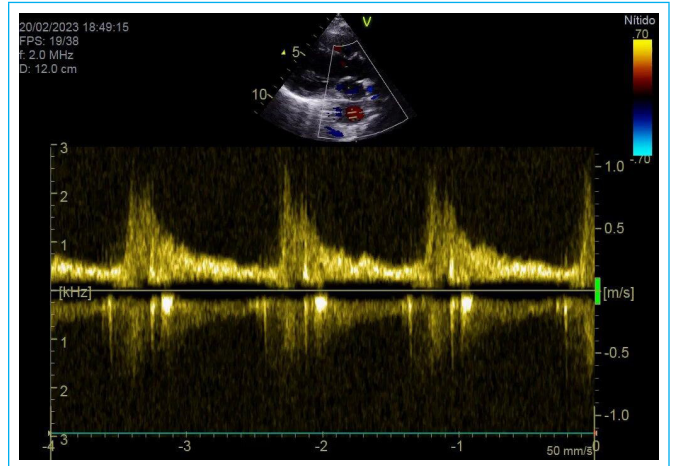 20/02/2023 18:49:15
FPS: 19/38
f: 2.0 MHz
D: 12.0 cm
V
5
10
Nítido
.70
-.70
3
2
1
[kHz]
1
2
3
1.0
0.5
[m/s]
-0.5
-1.0
-4
-3
-2
-1
0
50 mm/s